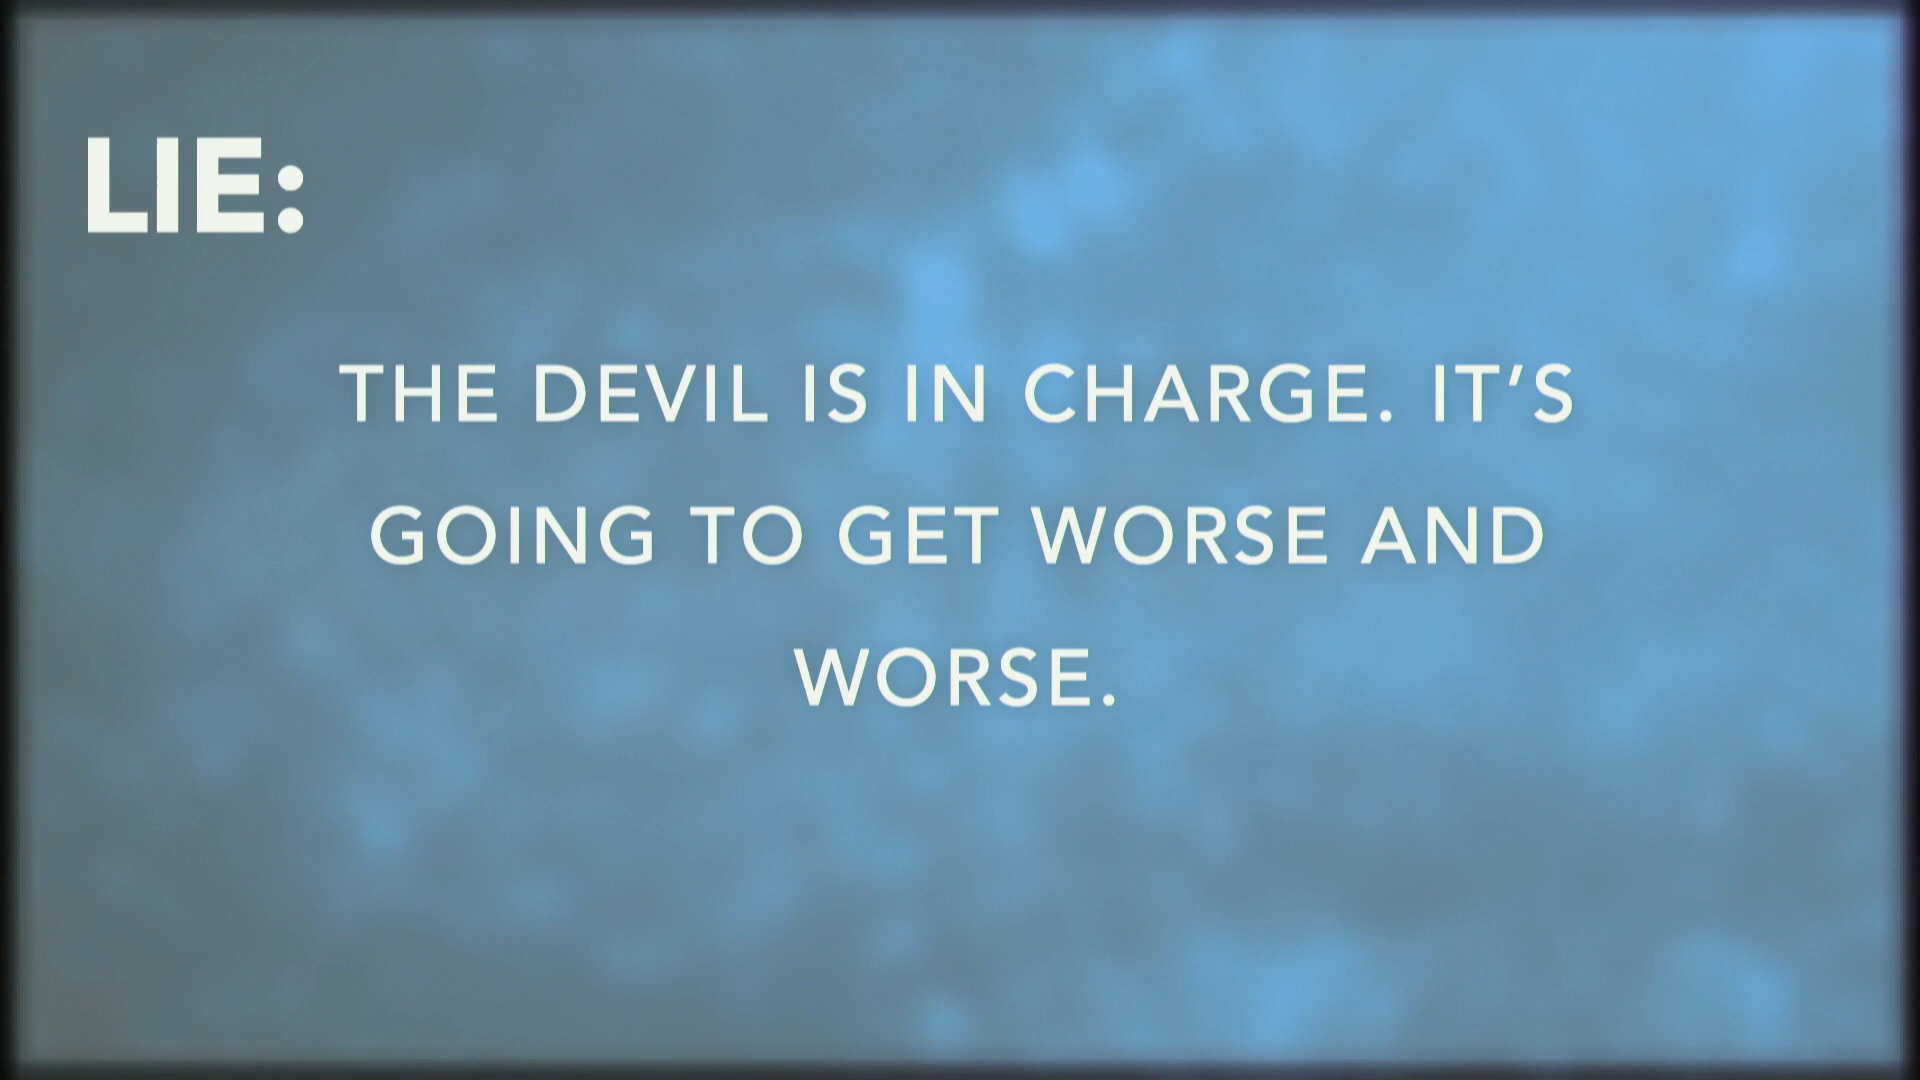 LIE:
THE DEVIL IS IN CHARGE. IT’S
GOING TO GET WORSE AND
WORSE.